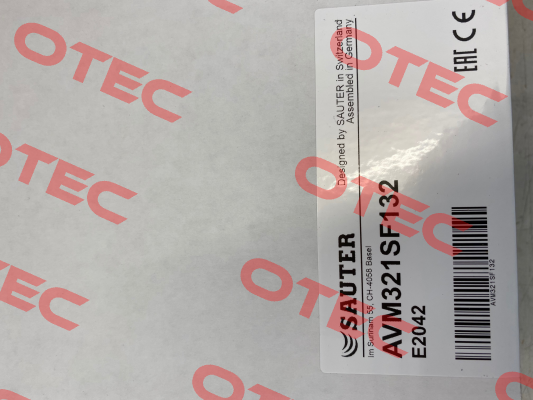 SAUTER
Im Surinam 55, CH-4058 Basel
Designed by SAUTER in Switzerland
Assembled in Germany
AVM321SF132
E2042
EAC CE
AVM321SF132
OTEC
OTEC
OTEC
OTEC
OTEC
OTEC
OTEC
OTEC